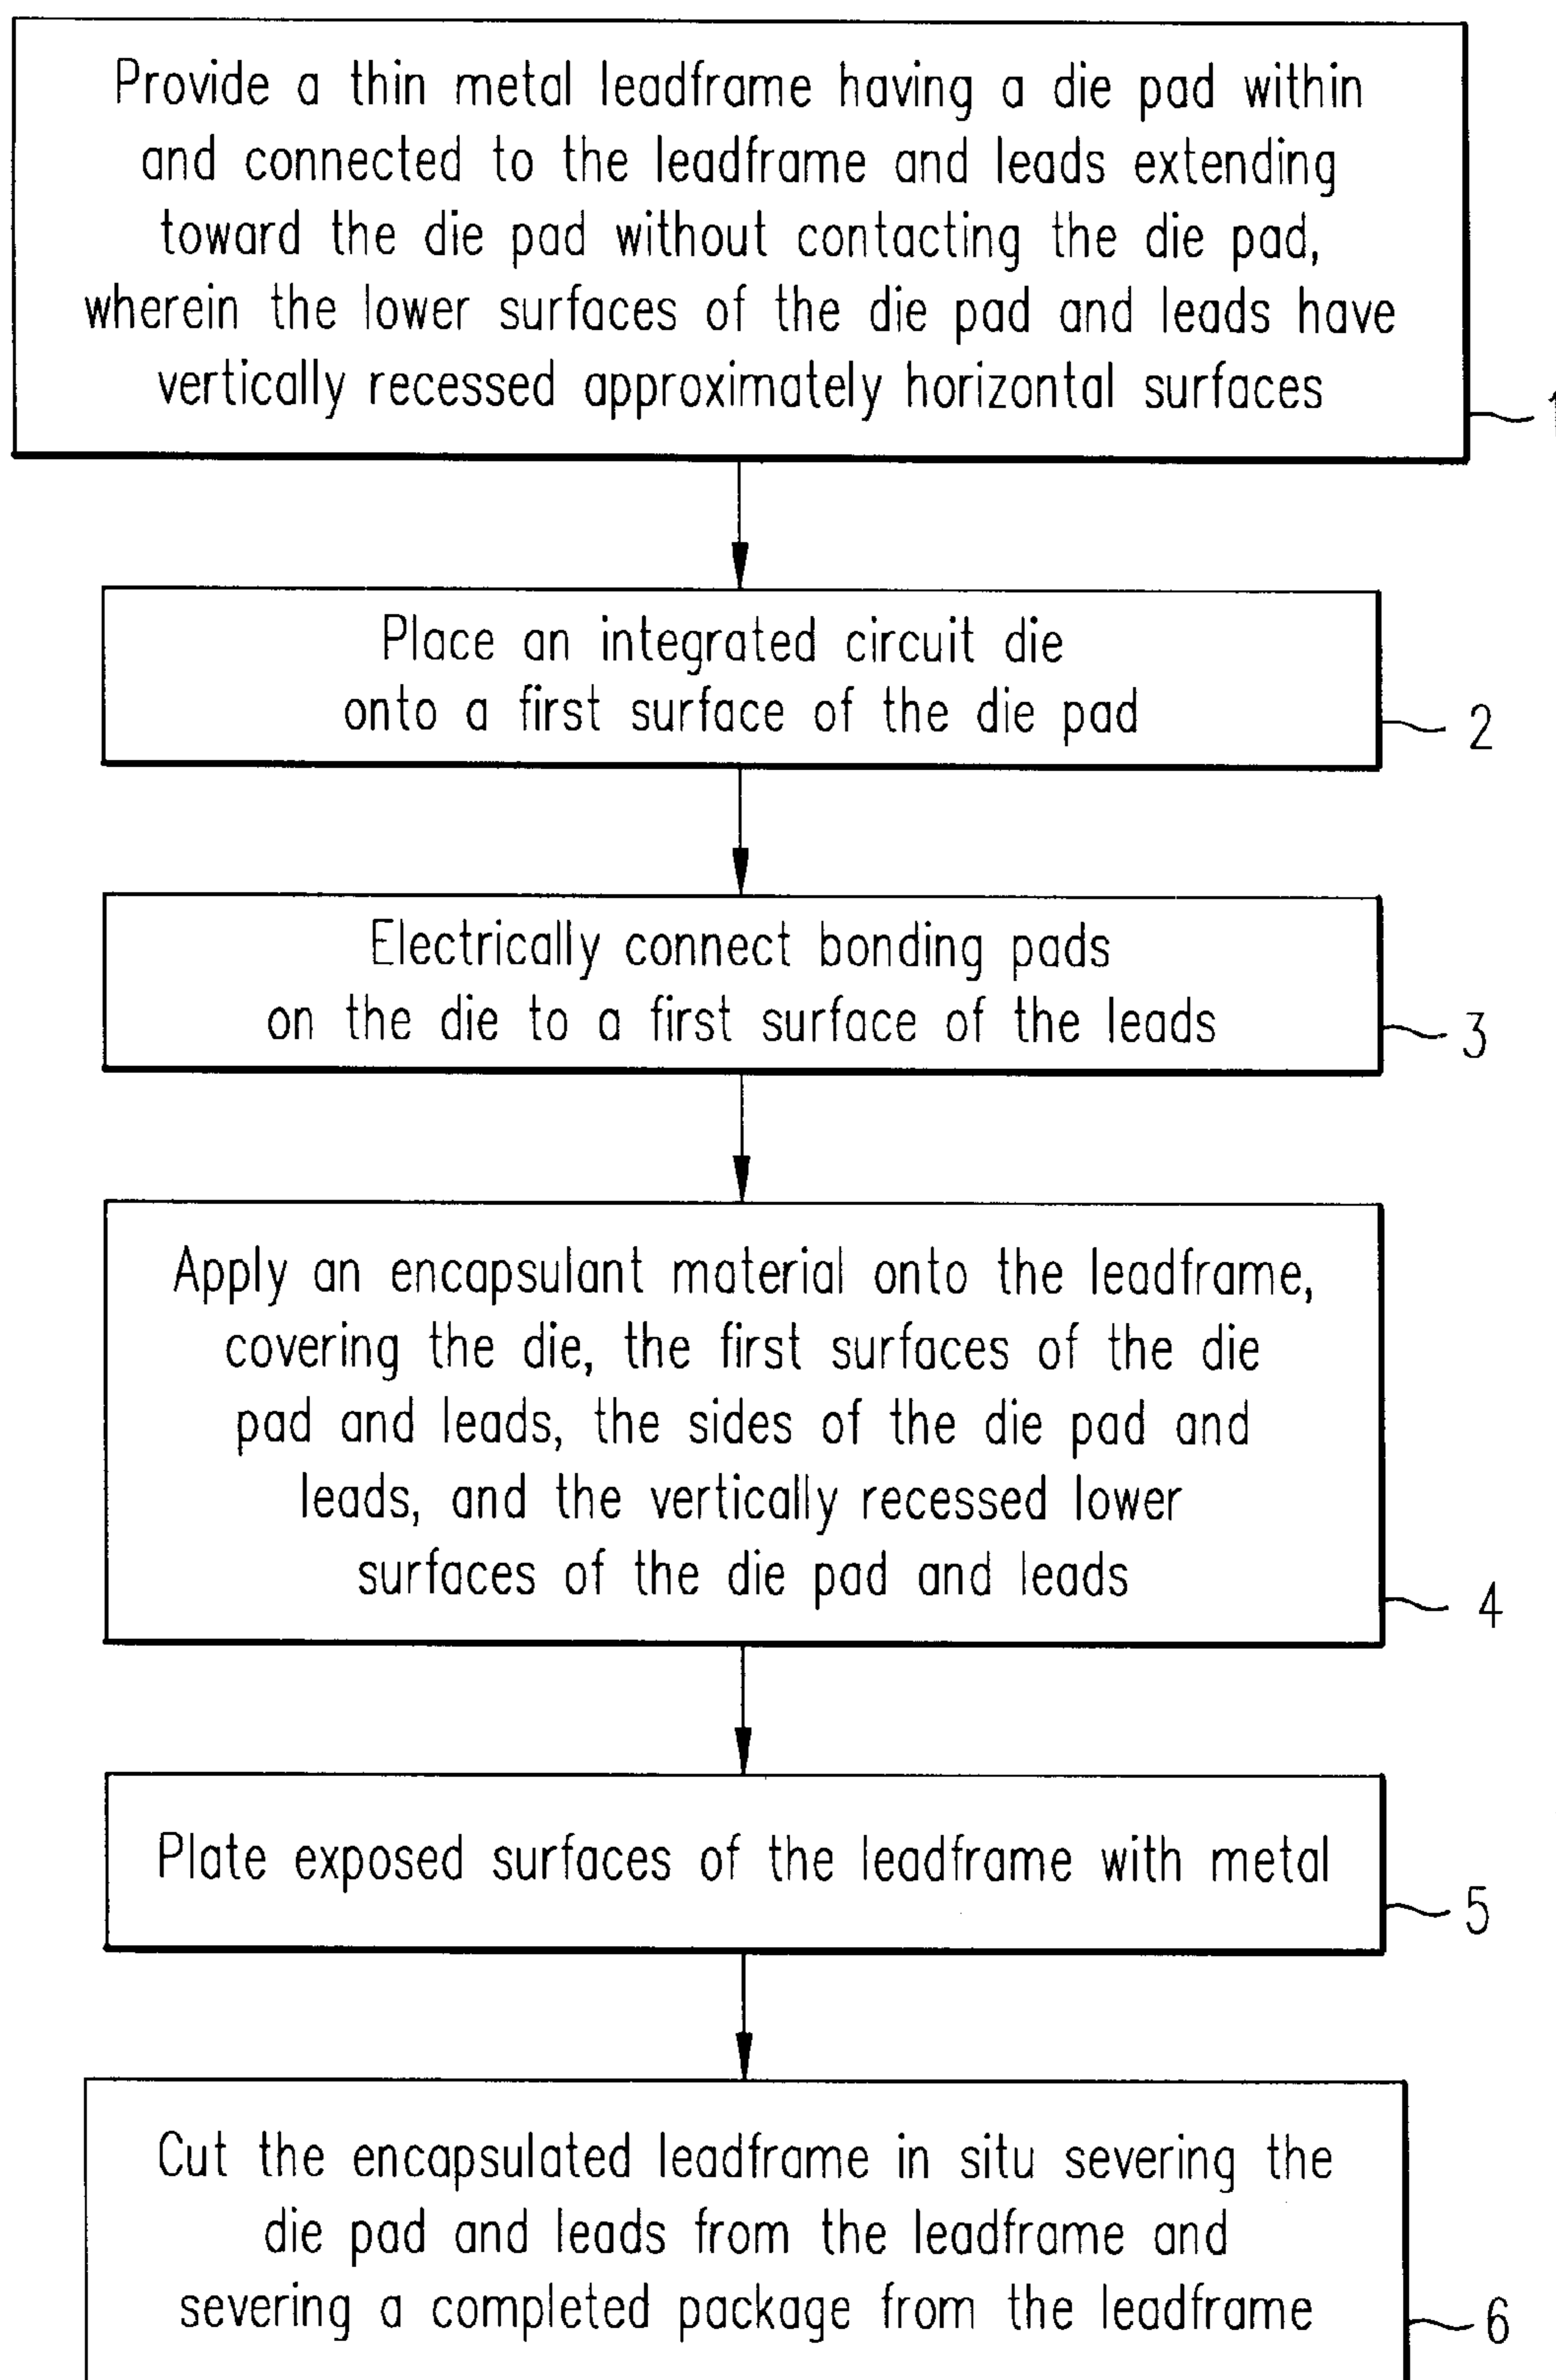 Provide a thin metal leadframe having a die pad within
and connected to the leadframe and leads extending
toward the die pad without contacting the die pad,
wherein the lower surfaces of the die pad and leads have
vertically recessed approximately horizontal surfaces
1
Place an integrated circuit die
onto a first surface of the die pad
2
Electrically connect bonding pads
on the die to a first surface of the leads
3
Apply an encapsulant material onto the leadframe,
covering the die, the first surfaces of the die
pad and leads, the sides of the die pad and
leads, and the vertically recessed lower
surfaces of the die pad and leads
4
Plate exposed surfaces of the leadframe with metal
5
Cut the encapsulated leadframe in situ severing the
die pad and leads from the leadframe and
severing a completed package from the leadframe
6